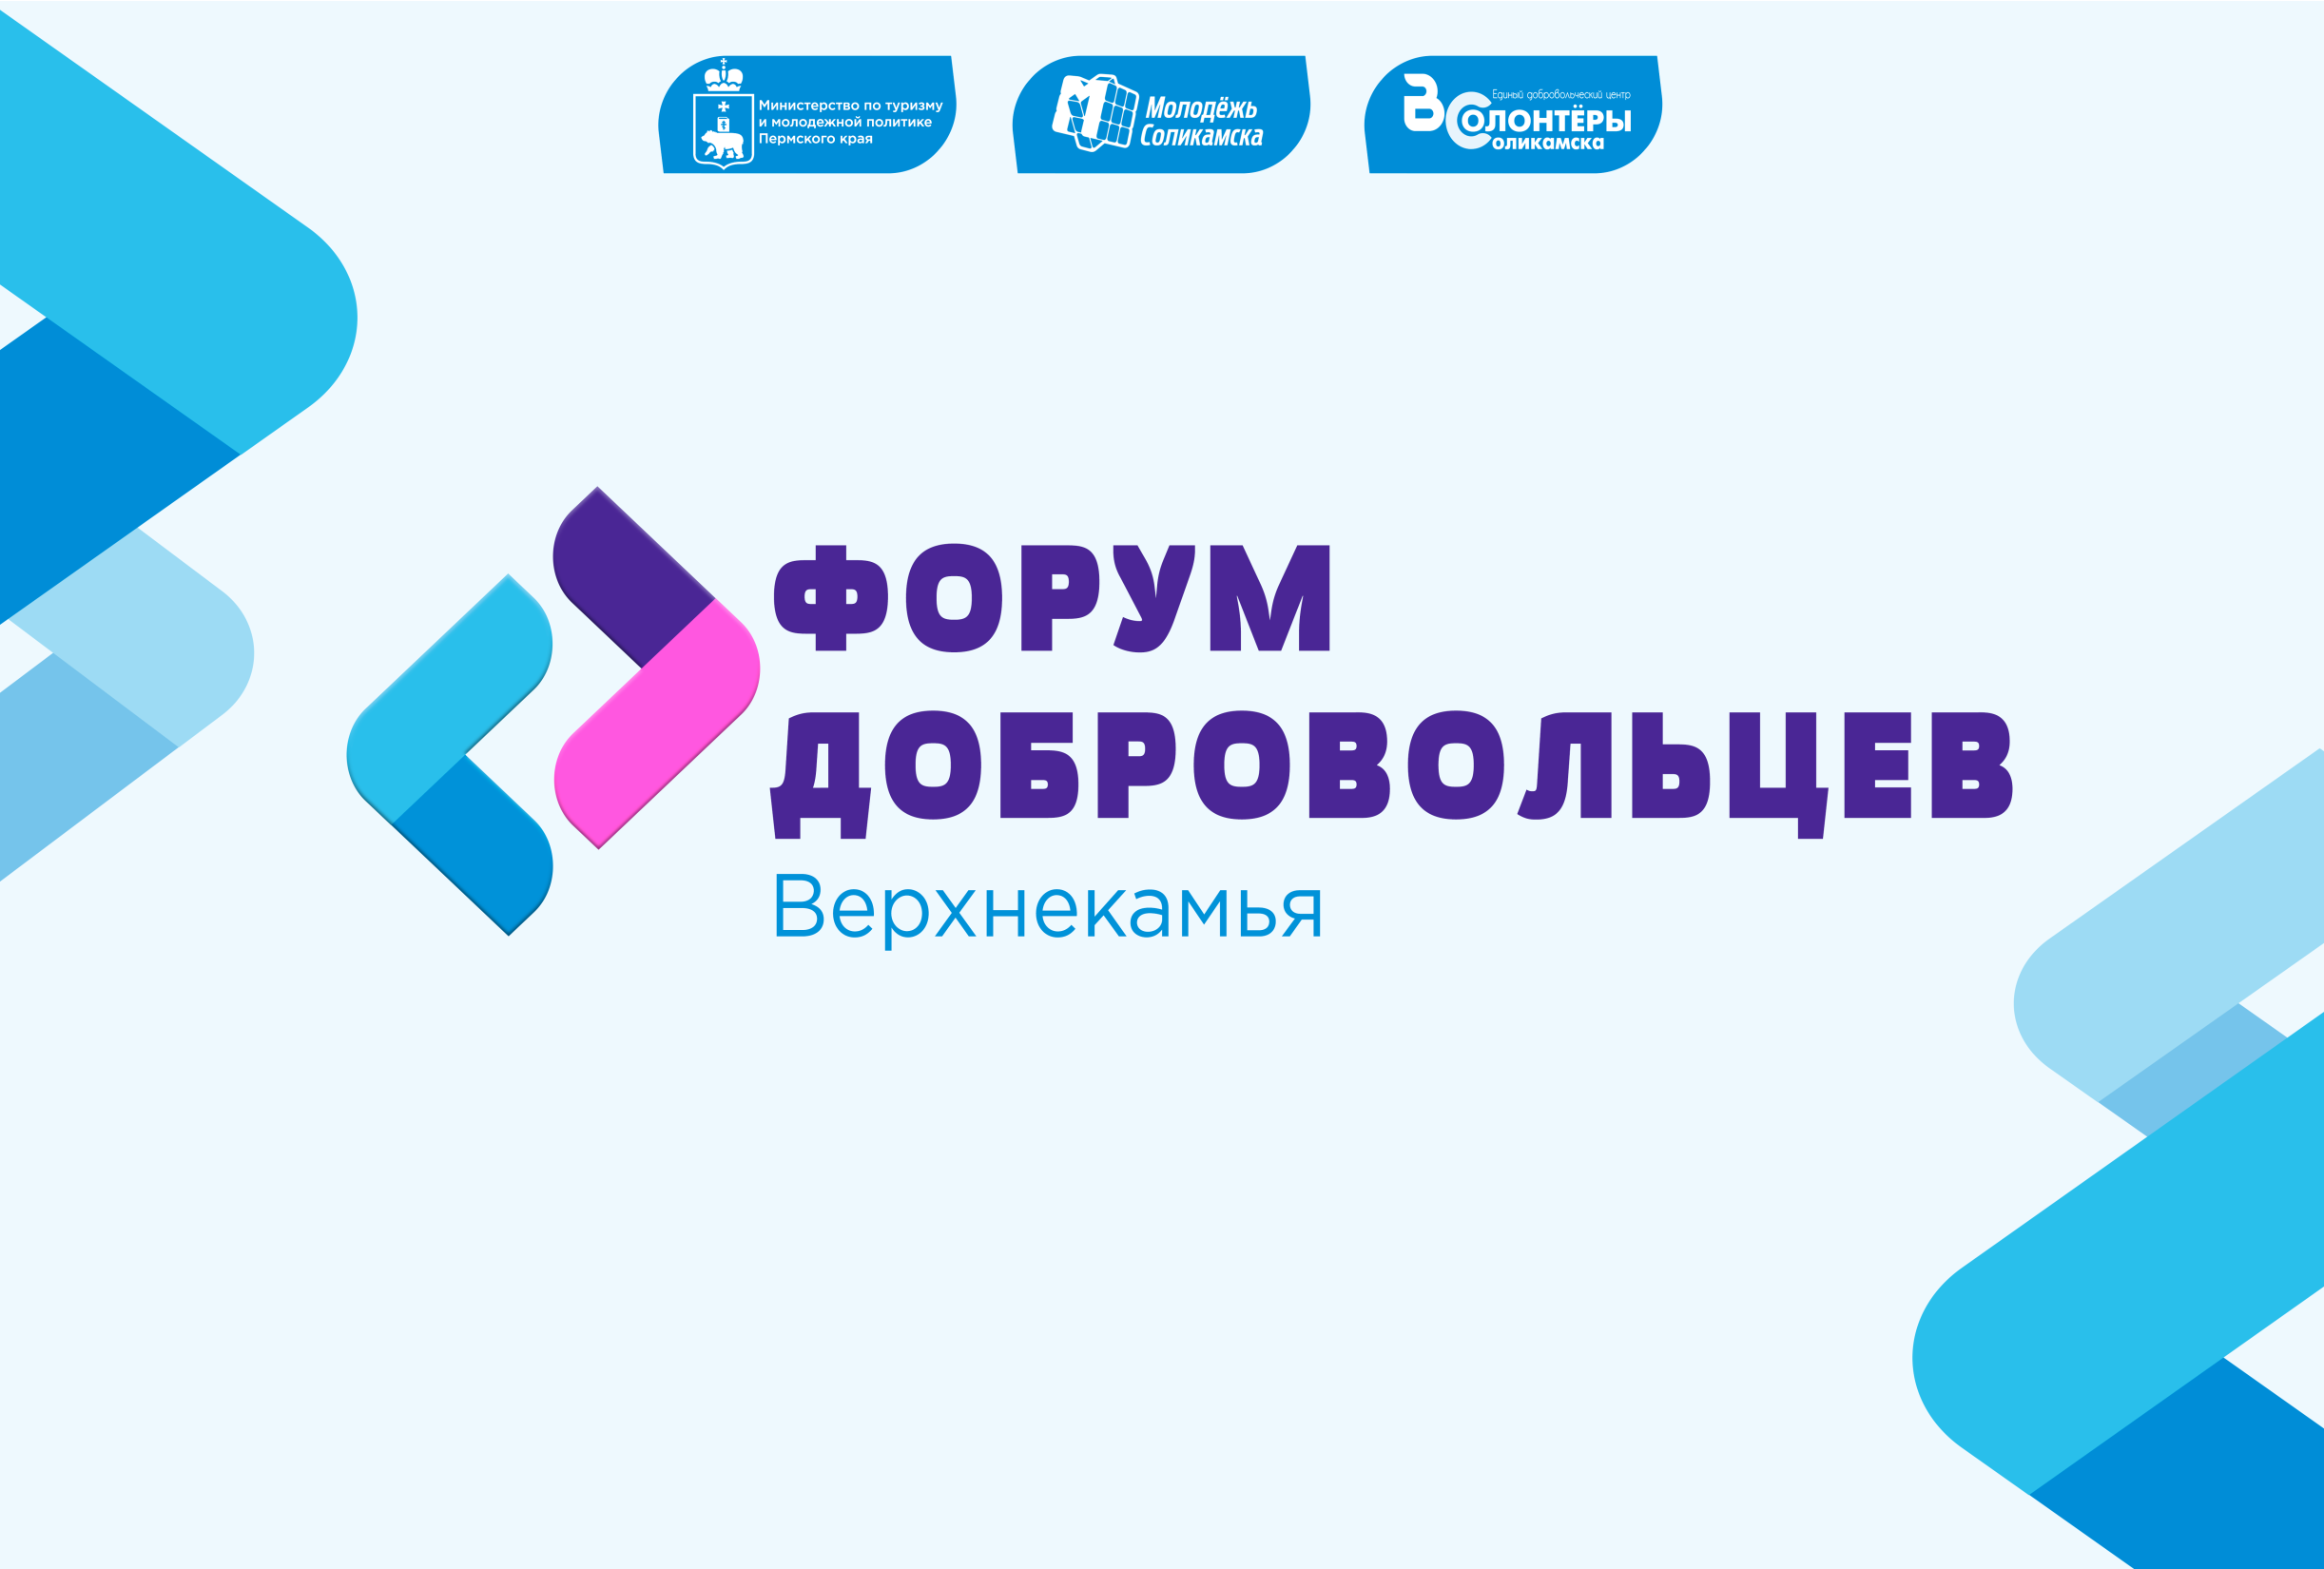 Министерство по туризму
и молодежной политике
Пермского края
Молодёжь
Соликамска
Единый добровольческий центр
Волонтёры
Соликамска
ФОРУМ
ДОБРОВОЛЬЦЕВ
Верхнекамья